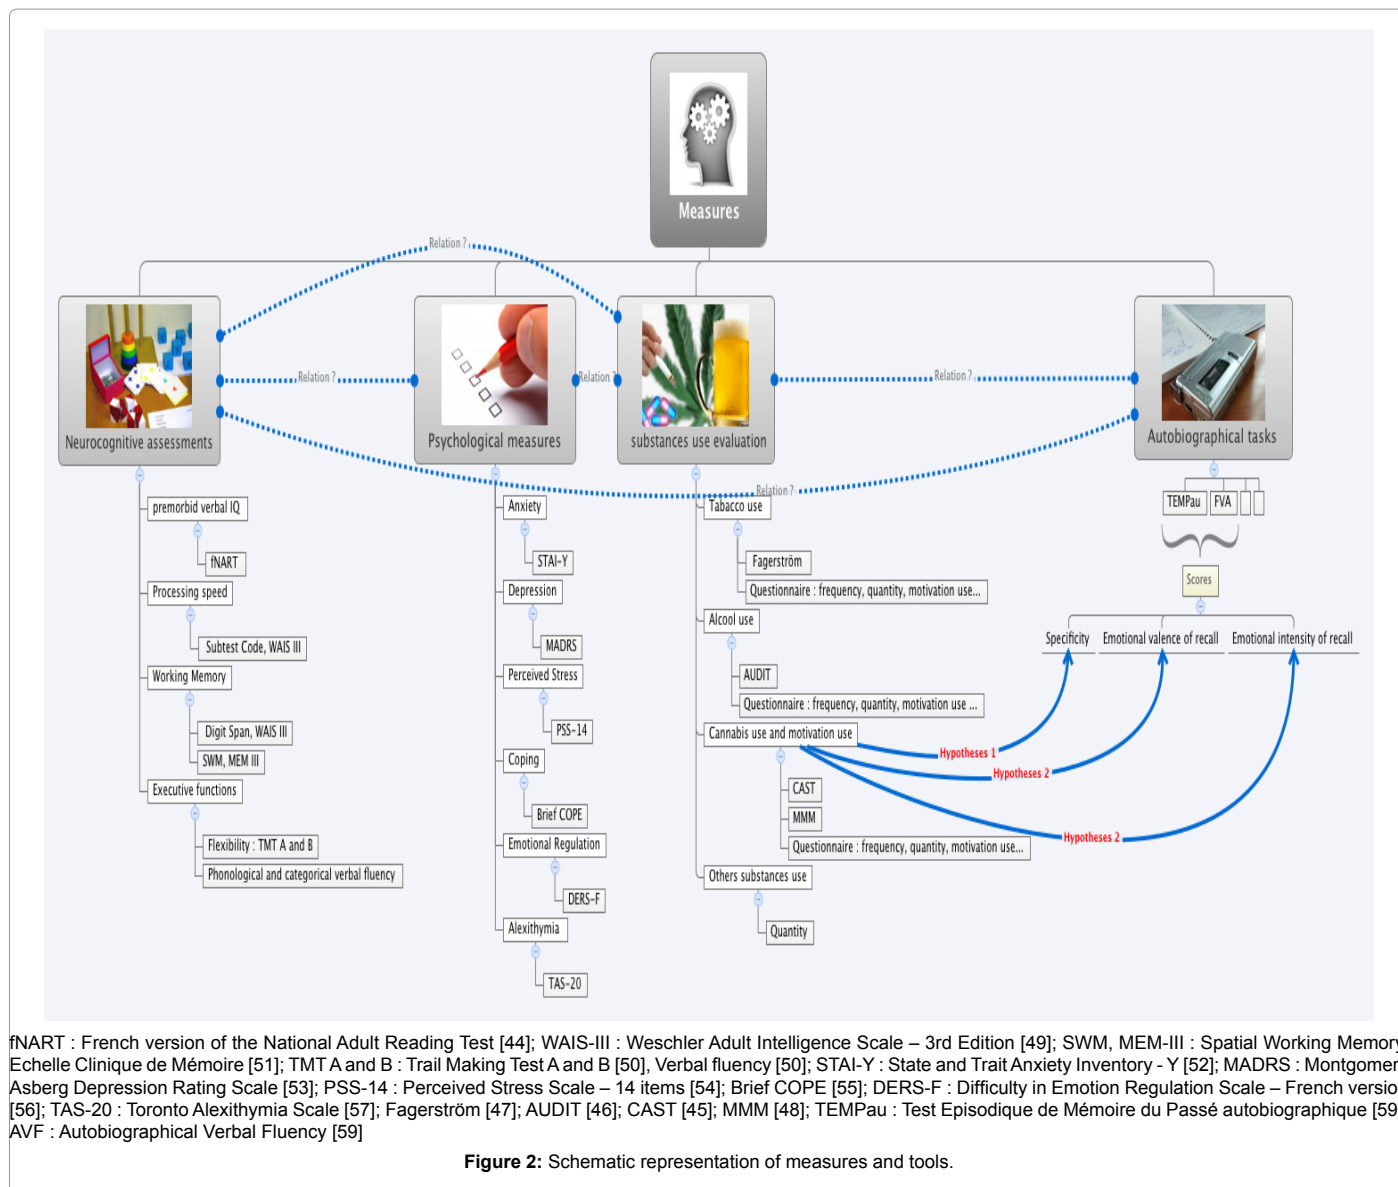 Measures
Relation ?
Relation ?
Relation ?
Relation ?
Relation ?
Neurocognitive assessments
Psychological measures
substances use evaluation
Autobiographical tasks
premorbid verbal IQ
fNART
Processing speed
Subtest Code, WAIS III
Working Memory
Digit Span, WAIS III
SWM, MEM III
Executive functions
Flexibility : TMT A and B
Phonological and categorical verbal fluency
Anxiety
STAI-Y
Depression
MADRS
Perceived Stress
PSS-14
Coping
Brief COPE
Emotional Regulation
DERS-F
Alexithymia
TAS-20
Tabacco use
Fagerström
Questionnaire : frequency, quantity, motivation use...
Alcool use
AUDIT
Questionnaire : frequency, quantity, motivation use ...
Cannabis use and motivation use
CAST
MMM
Questionnaire : frequency, quantity, motivation use...
Others substances use
Quantity
TEMPau
FVA
Scores
Specificity
Emotional valence of recall
Emotional intensity of recall
Hypotheses 1
Hypotheses 2
Hypotheses 2
fNART : French version of the National Adult Reading Test [44]; WAIS-III : Weschler Adult Intelligence Scale – 3rd Edition [49]; SWM, MEM-III : Spatial Working Memory
Echelle Clinique de Mémoire [51]; TMT A and B : Trail Making Test A and B [50], Verbal fluency [50]; STAI-Y : State and Trait Anxiety Inventory - Y [52]; MADRS : Montgomer
Asberg Depression Rating Scale [53]; PSS-14 : Perceived Stress Scale – 14 items [54]; Brief COPE [55]; DERS-F : Difficulty in Emotion Regulation Scale – French versio
[56]; TAS-20 : Toronto Alexithymia Scale [57]; Fagerström [47]; AUDIT [46]; CAST [45]; MMM [48]; TEMPau : Test Episodique de Mémoire du Passé autobiographique [59
AVF : Autobiographical Verbal Fluency [59]
Figure 2: Schematic representation of measures and tools.